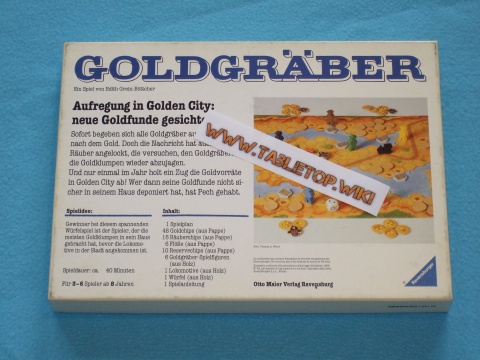 GOLDGRÄBER
Ein Spiel von Edith Grein-Böttcher
Aufregung in Golden City:
neue Goldfunde gesichtet
Sofort begeben sich alle Goldgräber
nach dem Gold. Doch die Nachricht hat
Räuber angelockt, die versuchen, den Goldgräbern
die Goldklumpen wieder abzujagen.
Und nur einmal im Jahr holt ein Zug die Goldvorräte
in Golden City ab! Wer dann seine Goldfunde nicht si-
cher in seinem Haus deponiert hat, hat Pech gehabt.
www.TABLETOP.WIKI
Spielidee:
Gewinner bei diesem spannenden
Würfelspiel ist der Spieler, der die
meisten Goldklumpen in sein Haus
gebracht hat, bevor die Lokomo-
tive in der Stadt angekommen ist.
Spieldauer: ca. 40 Minuten
Für 2-6 Spieler ab 8 Jahren
Inhalt:
1 Spielplan
48 Goldchips (aus Pappe)
16 Räuberchips (aus Pappe)
6 Flöße (aus Pappe)
10 Reservechips (aus Pappe)
6 Goldgräber-Spielfiguren
(aus Holz)
1 Lokomotive (aus Holz)
1 Würfel (aus Holz)
1 Spielanleitung
Otto Maier Verlag Ravensburg
Ravensburger